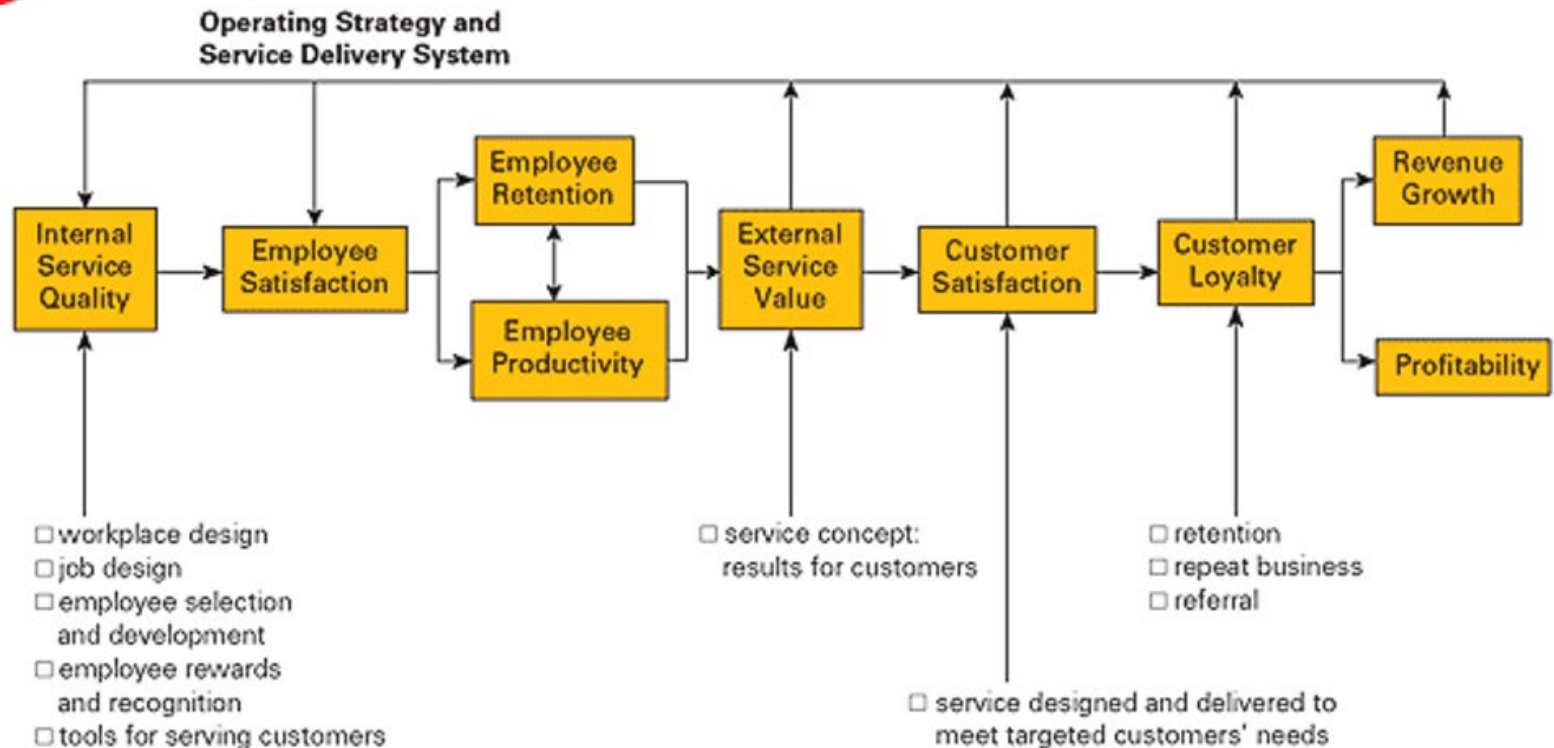 Operating Strategy and
Service Delivery System
Internal
Service
Quality
Employee
Satisfaction
Employee
Retention
Employee
Productivity
External
Service
Value
Customer
Satisfaction
Customer
Loyalty
Revenue
Growth
Profitability
☐ workplace design
☐ job design
☐ employee selection
and development
☐ employee rewards
and recognition
☐ tools for serving customers
☐ service concept:
results for customers
☐ service designed and delivered to
meet targeted customers' needs
☐ retention
☐ repeat business
☐ referral